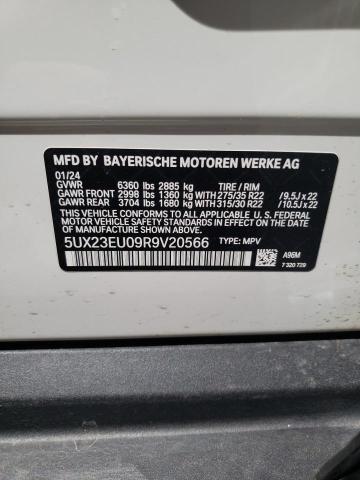 MFD BY BAYERISCHE MOTOREN WERKE AG
01/24
GVWR 6360 lbs 2885 kg TIRE / RIM
GAWR FRONT 2998 lbs 1360 kg WITH 275/35 R22 / 9.5J x 22
GAWR REAR 3704 lbs 1680 kg WITH 315/30 R22 / 10.5J x 22
THIS VEHICLE CONFORMS TO ALL APPLICABLE U. S. FEDERAL
MOTOR VEHICLE SAFETY STANDARDS IN EFFECT ON THE
DATE OF MANUFACTURE SHOWN ABOVE.
5UX23EU09R9V20566 TYPE: MPV
A96M
7 320 729